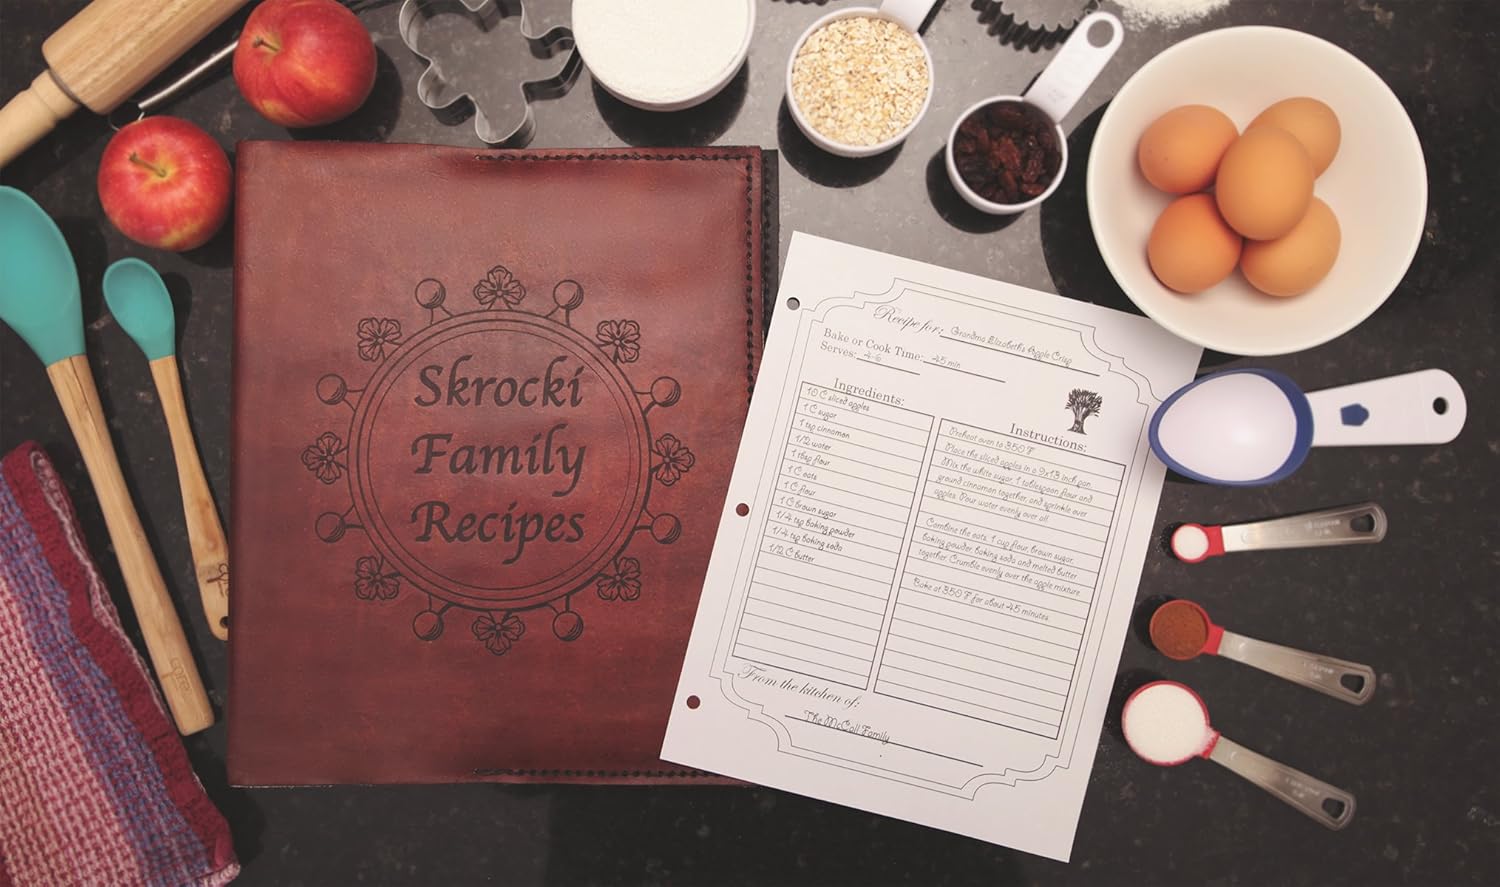 Skrocki
Family
Recipes
Recipe for: Grandma Elizabeth's Apple Crisp
Bake or Cook Time: 45 min
Serves: 4-6
Ingredients:
10 C sliced apples
1 C sugar
1 tsp cinnamon
1/2 water
1 tbsp flour
1 C oats
1 C flour
1 C brown sugar
1/4 tsp baking powder
1/4 tsp baking soda
1/2 C butter
Instructions:
Preheat oven to 350 F
Place the sliced apples in a 9x13 inch pan.
Mix the white sugar, 1 tablespoon flour and
ground cinnamon together, and sprinkle over
apples. Pour water evenly over all.
Combine the oats, 1 cup flour, brown sugar,
baking powder, baking soda and melted butter
together. Crumble evenly over the apple mixture.
Bake at 350 F for about 45 minutes.
From the kitchen of:
The McCall Family